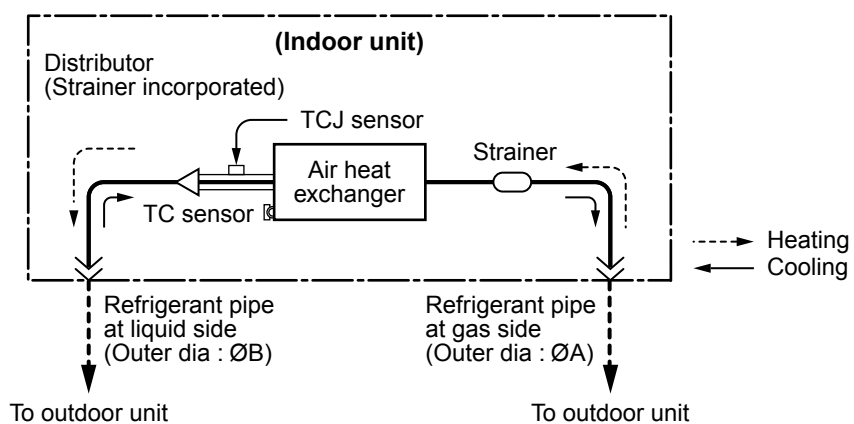 (Indoor unit)
Distributor
(Strainer incorporated)
TCJ sensor
Strainer
Air heat
exchanger
TC sensor
Heating
Cooling
Refrigerant pipe
at liquid side
(Outer dia : ØB)
Refrigerant pipe
at gas side
(Outer dia : ØA)
To outdoor unit
To outdoor unit